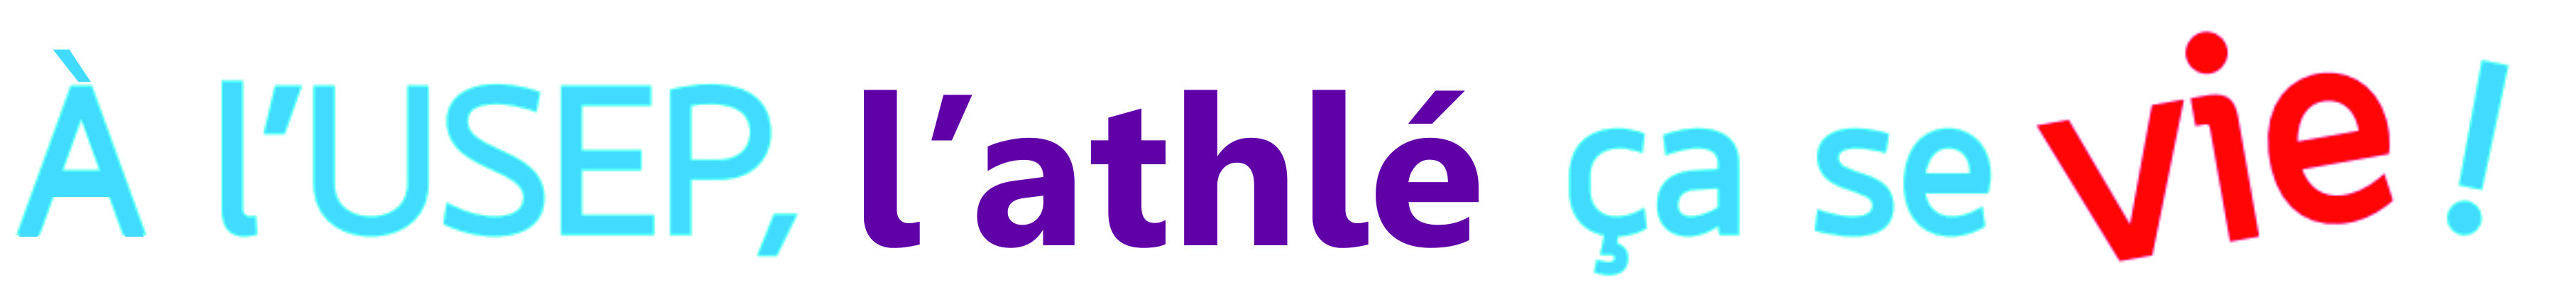 À l'USEP, l'athlé ça se vie !